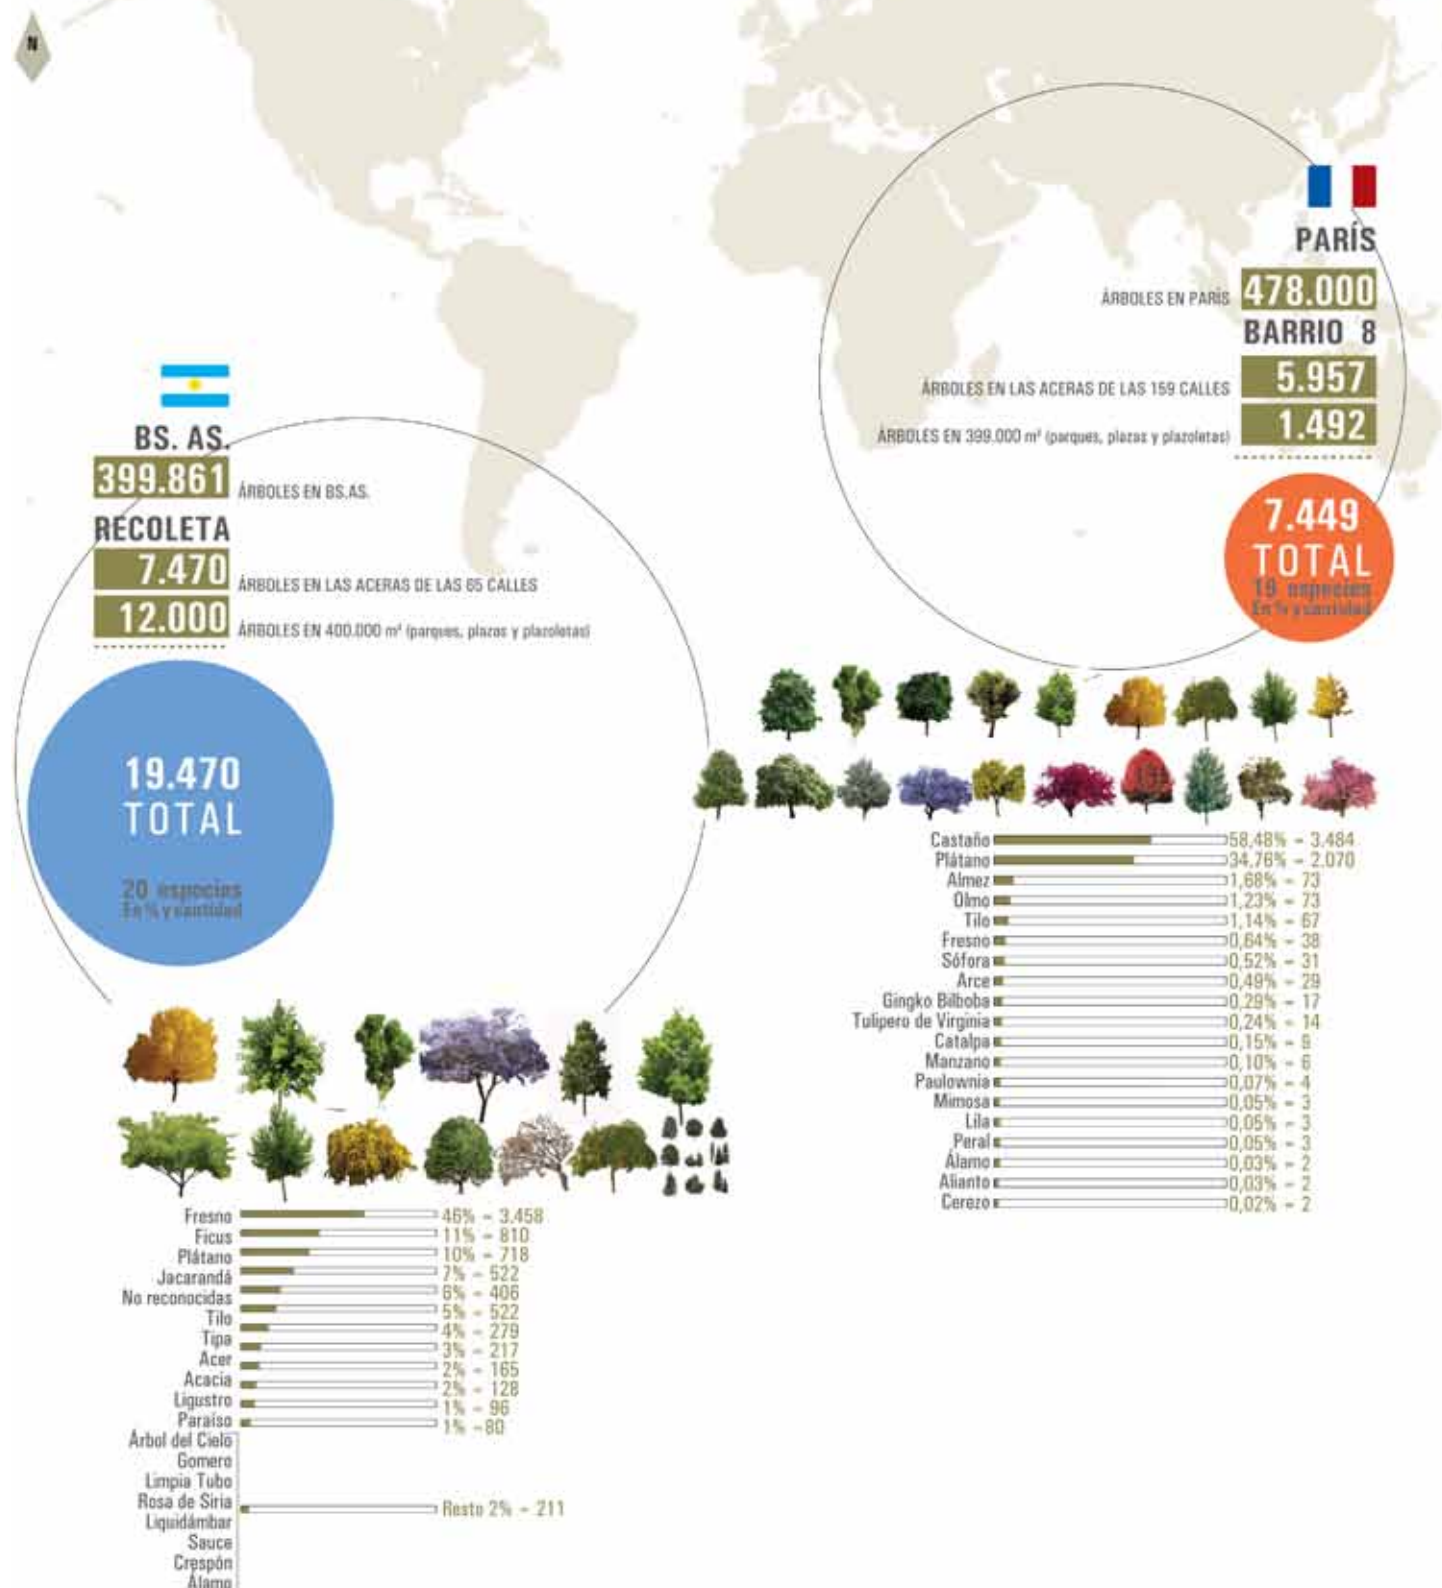 N
PARÍS
ÁRBOLES EN PARÍS 478.000
BARRIO 8
ÁRBOLES EN LAS ACERAS DE LAS 159 CALLES 5.957
ÁRBOLES EN 399.000 m² (parques, plazas y plazoletas) 1.492
7.449
TOTAL
19 especies
En % y cantidad
BS. AS.
399.861 ÁRBOLES EN BS.AS.
RECOLETA
7.470 ÁRBOLES EN LAS ACERAS DE LAS 65 CALLES
12.000 ÁRBOLES EN 400.000 m² (parques, plazas y plazoletas)
19.470
TOTAL
20 especies
En % y cantidad
Castaño 58,48% - 3.484
Plátano 34,76% - 2.070
Almez 1,68% - 73
Olmo 1,23% - 73
Tilo 1,14% - 67
Fresno 0,64% - 38
Sófora 0,52% - 31
Arce 0,49% - 29
Gingko Bilboba 0,29% - 17
Tulipero de Virginia 0,24% - 14
Catalpa 0,15% - 9
Manzano 0,10% - 6
Paulownia 0,07% - 4
Mimosa 0,05% - 3
Lila 0,05% - 3
Peral 0,05% - 3
Álamo 0,03% - 2
Alianto 0,03% - 2
Cerezo 0,02% - 2
Fresno 46% - 3.458
Ficus 11% - 810
Plátano 10% - 718
Jacarandá 7% - 522
No reconocidas 6% - 406
Tilo 5% - 522
Tipa 4% - 279
Acer 3% - 217
Acacia 2% - 165
Ligustro 2% - 128
Paraíso 1% - 96
1% - 80
Árbol del Cielo
Gomero
Limpia Tubo
Rosa de Siria Resto 2% - 211
Liquidámbar
Sauce
Crespón
Álamo